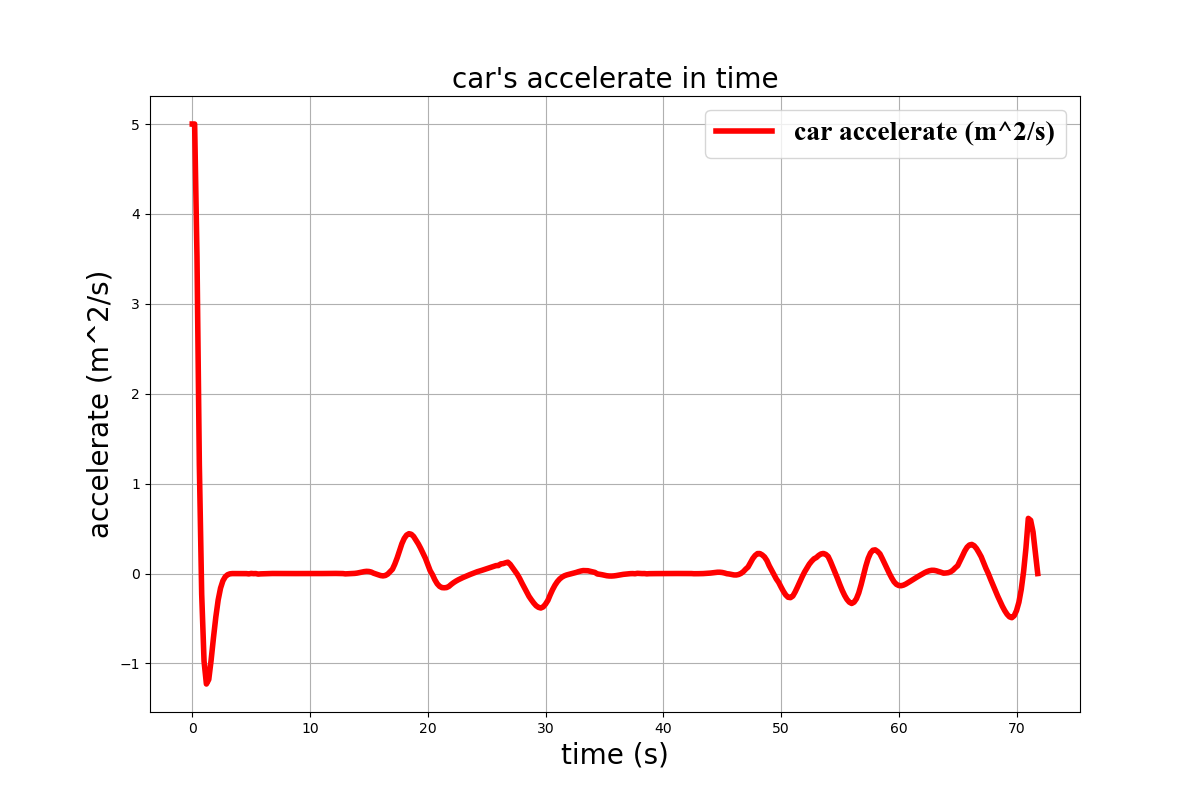 car's accelerate in time
car accelerate (m^2/s)
accelerate (m^2/s)
5
4
3
2
1
0
−1
0 10 20 30 40 50 60 70
time (s)